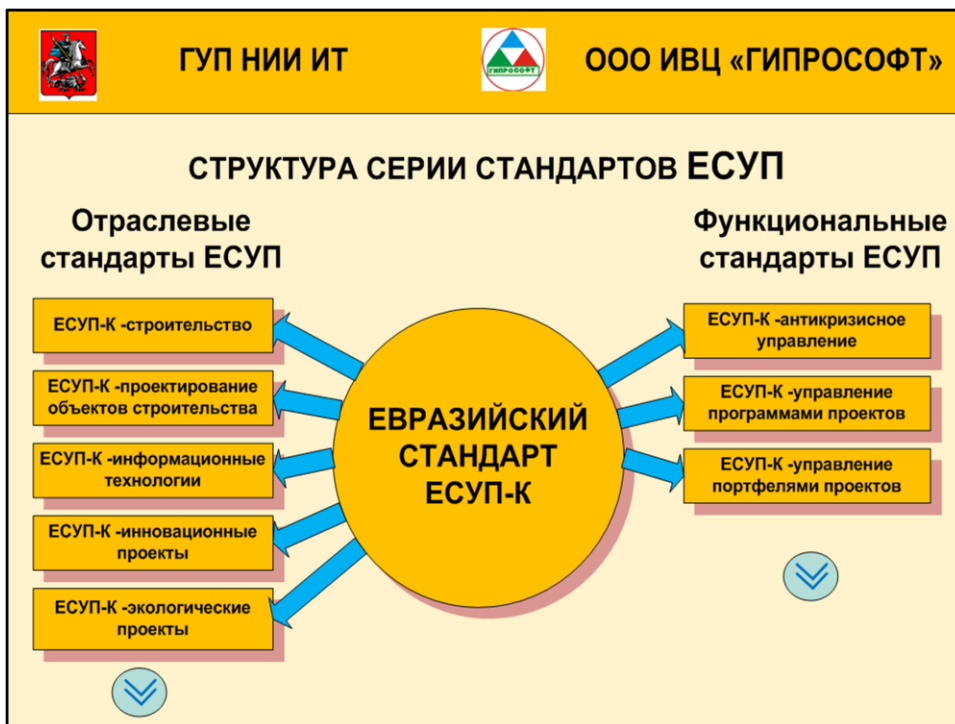 ГУП НИИ ИТ
ГИПРОСОФТ
ООО ИВЦ «ГИПРОСОФТ»
СТРУКТУРА СЕРИИ СТАНДАРТОВ ЕСУП
Отраслевые
стандарты ЕСУП
ЕСУП-К -строительство
ЕСУП-К -проектирование
объектов строительства
ЕСУП-К -информационные
технологии
ЕСУП-К -инновационные
проекты
ЕСУП-К -экологические
проекты
ЕВРАЗИЙСКИЙ
СТАНДАРТ
ЕСУП-К
Функциональные
стандарты ЕСУП
ЕСУП-К -антикризисное
управление
ЕСУП-К -управление
программами проектов
ЕСУП-К -управление
портфелями проектов